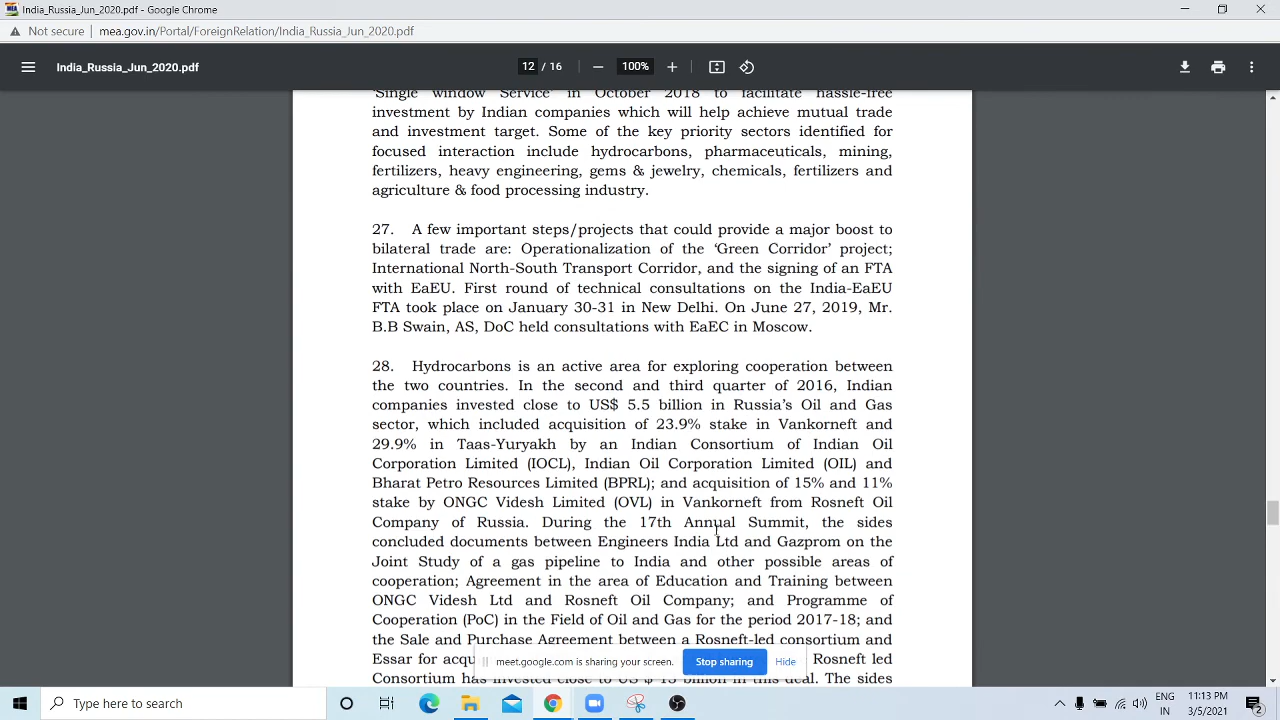 India_Russia_Jun_2020.pdf - Google Chrome
Not secure | mea.gov.in/Portal/ForeignRelation/India_Russia_Jun_2020.pdf
India_Russia_Jun_2020.pdf
12 / 16
100%
'Single window Service' in October 2018 to facilitate hassle-free
investment by Indian companies which will help achieve mutual trade
and investment target. Some of the key priority sectors identified for
focused interaction include hydrocarbons, pharmaceuticals, mining,
fertilizers, heavy engineering, gems & jewelry, chemicals, fertilizers and
agriculture & food processing industry.
27. A few important steps/projects that could provide a major boost to
bilateral trade are: Operationalization of the 'Green Corridor' project;
International North-South Transport Corridor, and the signing of an FTA
with EaEU. First round of technical consultations on the India-EaEU
FTA took place on January 30-31 in New Delhi. On June 27, 2019, Mr.
B.B Swain, AS, DoC held consultations with EaEC in Moscow.
28. Hydrocarbons is an active area for exploring cooperation between
the two countries. In the second and third quarter of 2016, Indian
companies invested close to US$ 5.5 billion in Russia's Oil and Gas
sector, which included acquisition of 23.9% stake in Vankorneft and
29.9% in Taas-Yuryakh by an Indian Consortium of Indian Oil
Corporation Limited (IOCL), Indian Oil Corporation Limited (OIL) and
Bharat Petro Resources Limited (BPRL); and acquisition of 15% and 11%
stake by ONGC Videsh Limited (OVL) in Vankorneft from Rosneft Oil
Company of Russia. During the 17th Annual Summit, the sides
concluded documents between Engineers India Ltd and Gazprom on the
Joint Study of a gas pipeline to India and other possible areas of
cooperation; Agreement in the area of Education and Training between
ONGC Videsh Ltd and Rosneft Oil Company; and Programme of
Cooperation (PoC) in the Field of Oil and Gas for the period 2017-18; and
the Sale and Purchase Agreement between a Rosneft-led consortium and
Essar for Rosneft led
Consortium has invested close to US $ 13 billion in this deal. The sides
meet.google.com is sharing your screen.
Stop sharing
Hide
Type here to search
ENG
IN
11:13 PM
3/5/2021
2